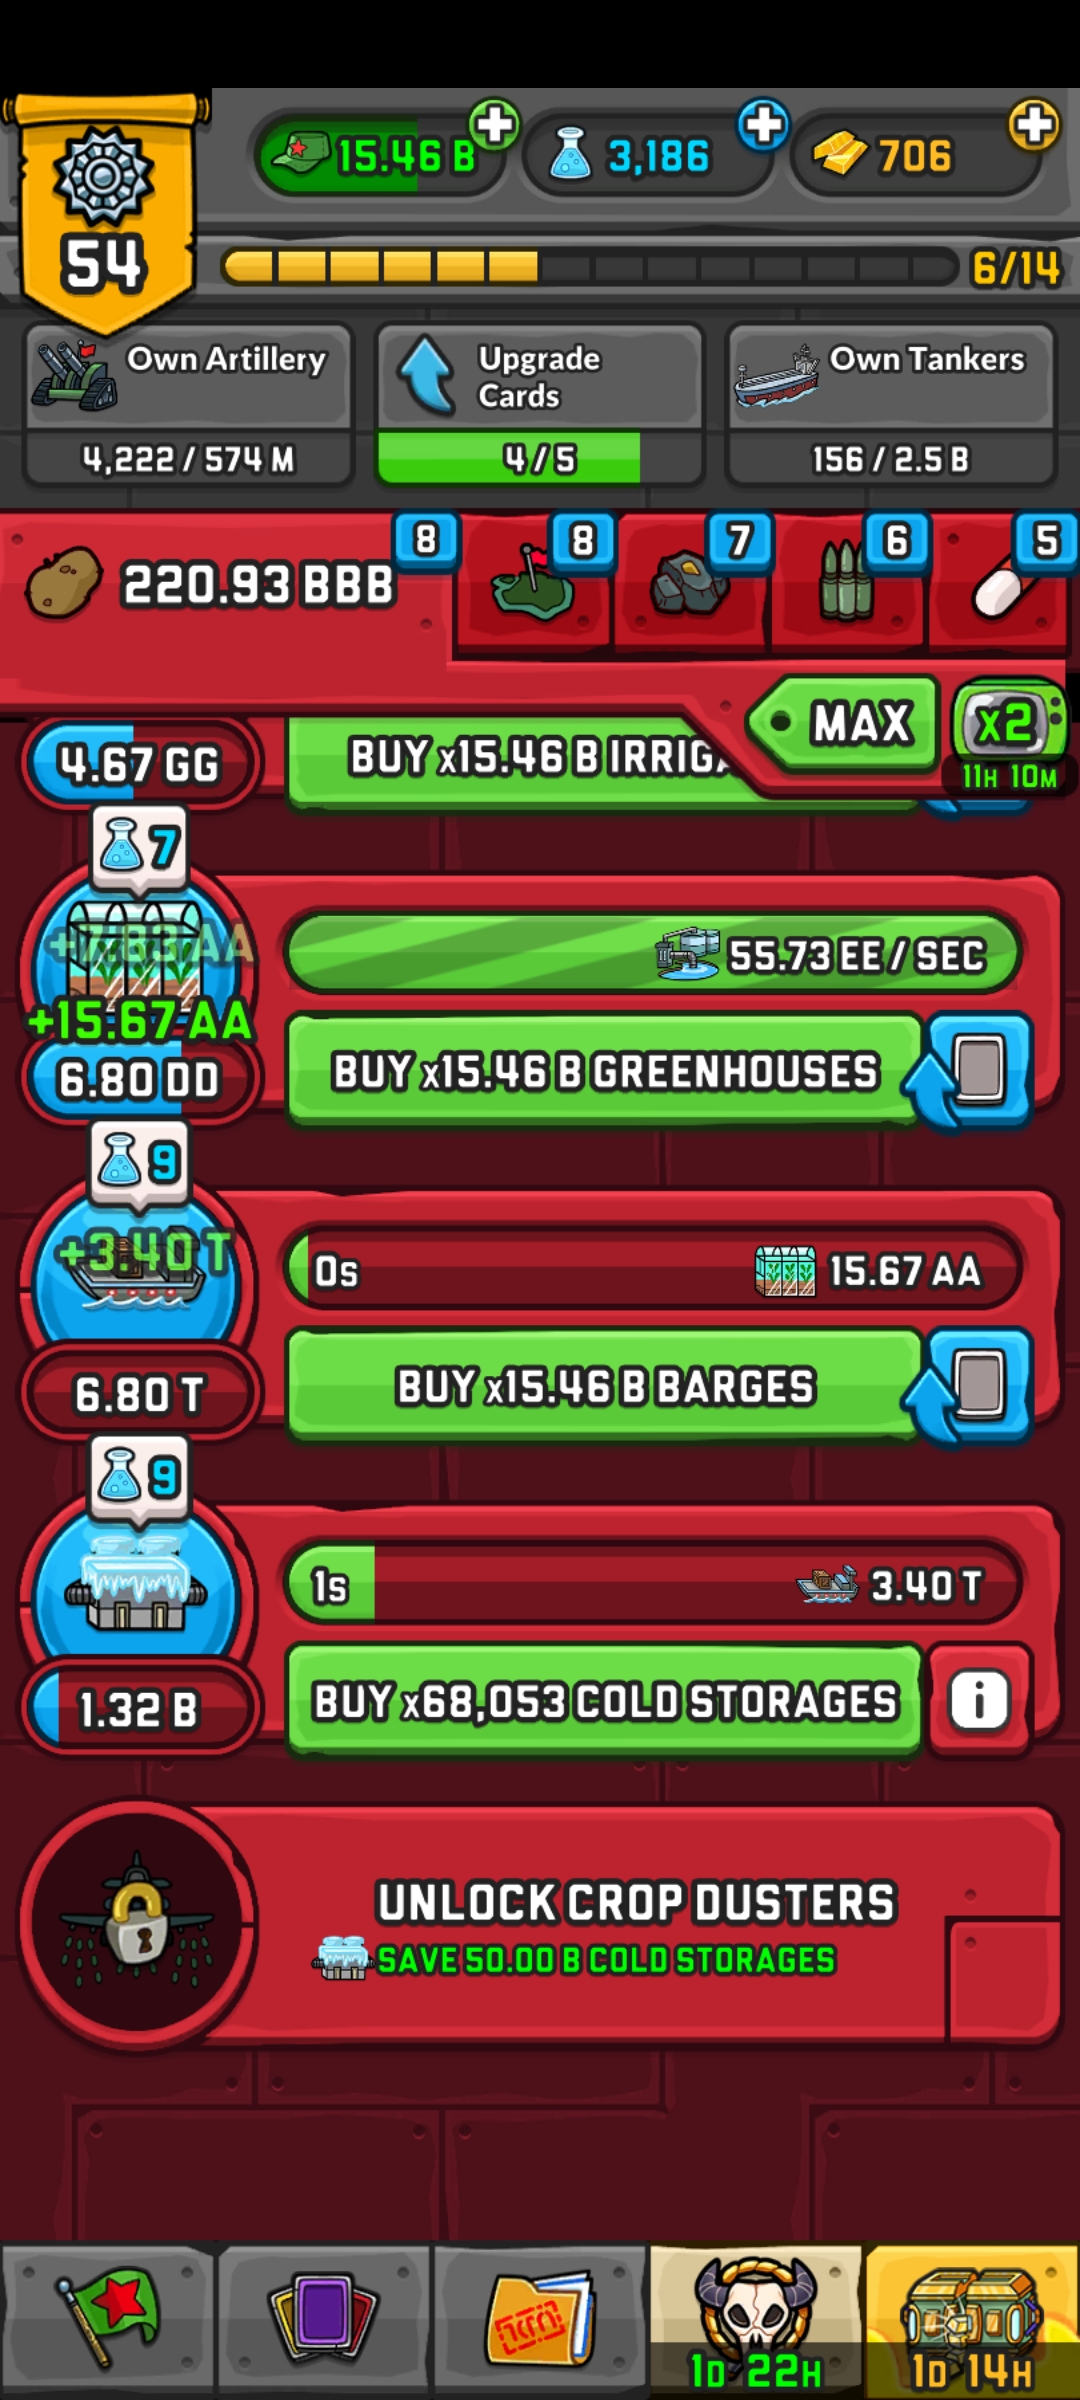 54
15.46 B
3,186
706
6/14
Own Artillery
4,222 / 574 M
Upgrade
Cards
4 / 5
Own Tankers
156 / 2.5 B
220.93 BBB
8
8
7
6
5
MAX
x2
11H 10M
4.67 GG
BUY x15.46 B
7
+7.83 AA
+15.67 AA
6.80 DD
55.73 EE / SEC
BUY x15.46 B GREENHOUSES
9
+3.40 T
6.80 T
0s
15.67 AA
BUY x15.46 B BARGES
9
1.32 B
1s
3.40 T
BUY x68,053 COLD STORAGES
i
UNLOCK CROP DUSTERS
SAVE 50.00 B COLD STORAGES
1D 22H
1D 14H